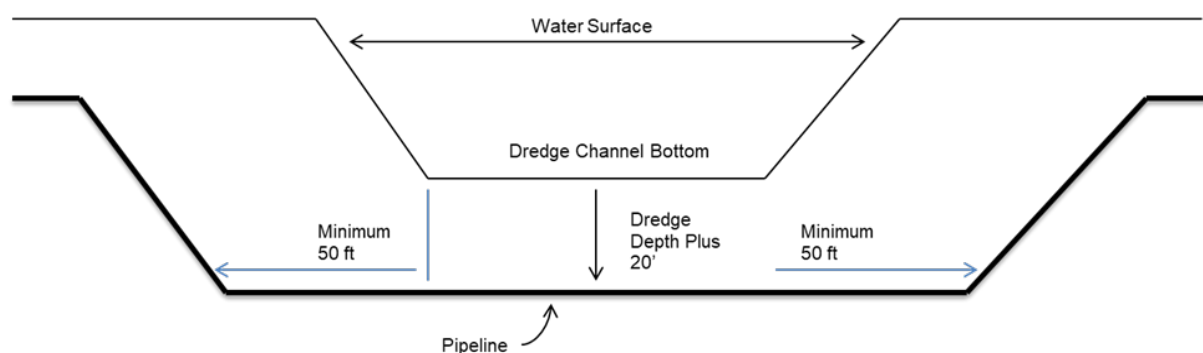 Water Surface
Dredge Channel Bottom
Minimum
50 ft
Dredge
Depth Plus
20’
Minimum
50 ft
Pipeline